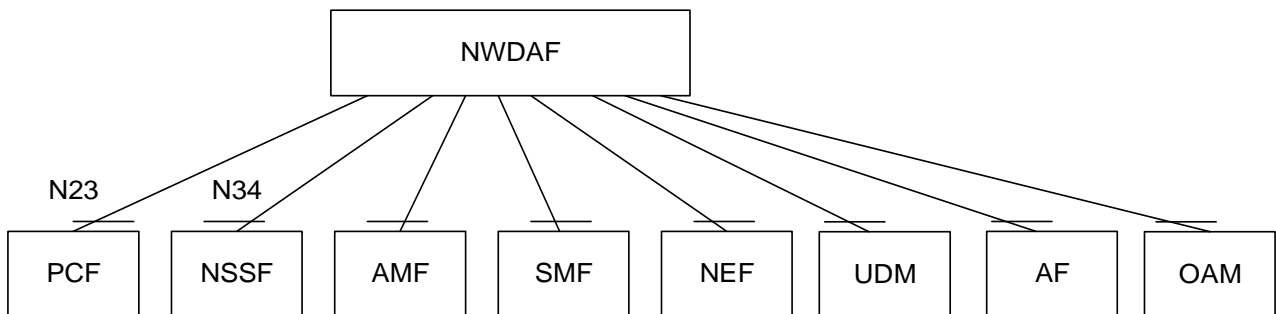 NWDAF
N23 N34
PCF NSSF AMF SMF NEF UDM AF OAM